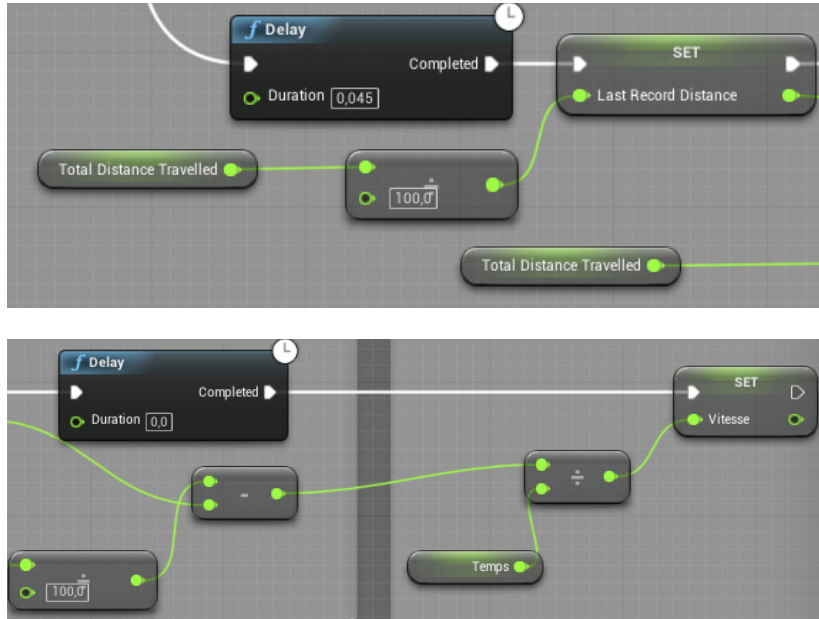 f Delay
Completed
Duration 0,045
SET
Last Record Distance
Total Distance Travelled
÷
100,0
Total Distance Travelled
f Delay
Completed
Duration 0,0
SET
Vitesse
-
÷
Temps
÷
100,0